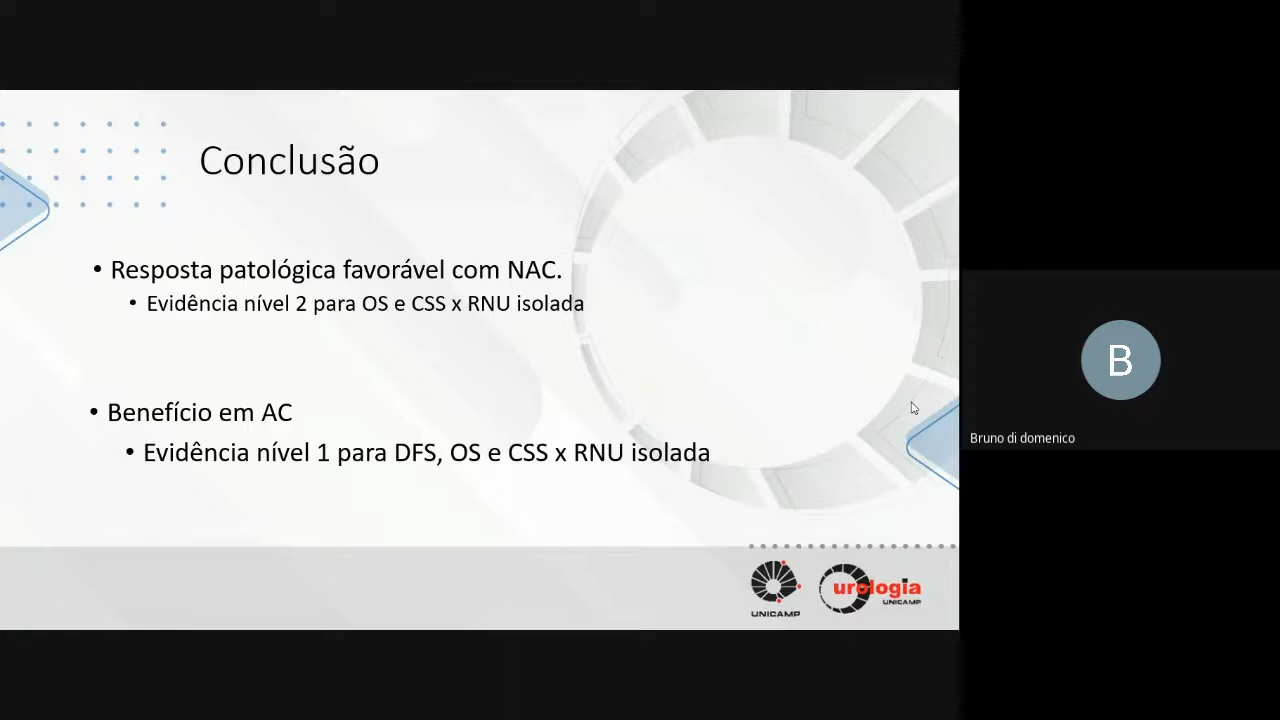 Conclusão
• Resposta patológica favorável com NAC.
• Evidência nível 2 para OS e CSS x RNU isolada
• Benefício em AC
• Evidência nível 1 para DFS, OS e CSS x RNU isolada
UNICAMP
urologia
UNICAMP
B
Bruno di domenico